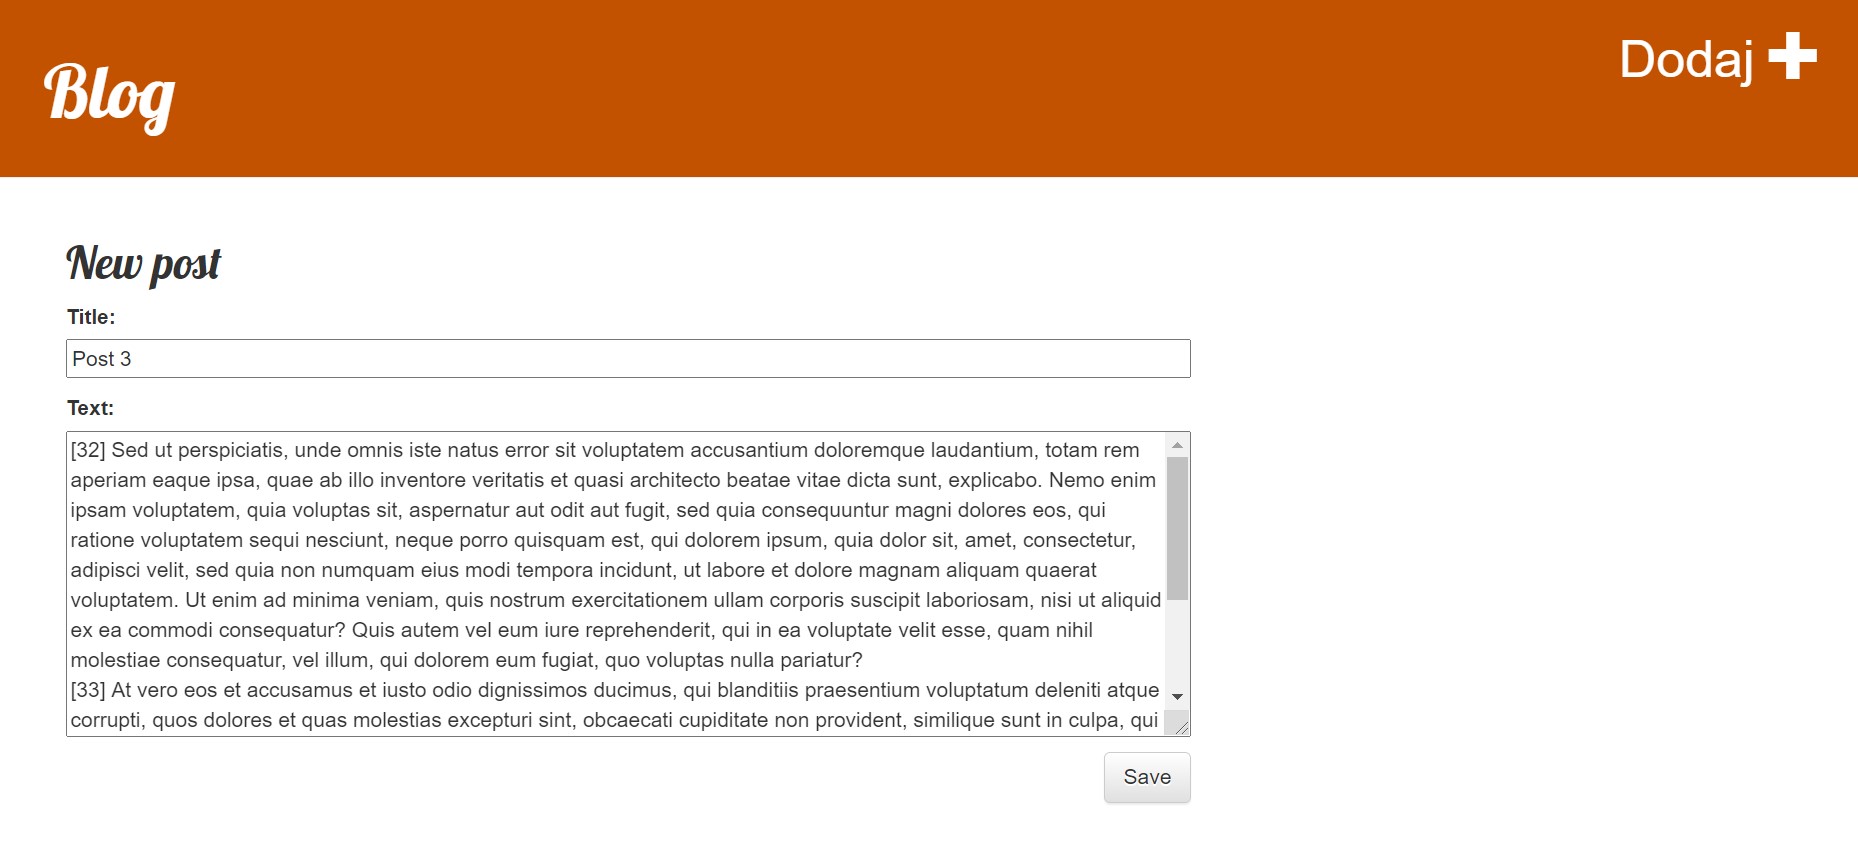 Blog
Dodaj
New post
Title:
Post 3
Text:
[32] Sed ut perspiciatis, unde omnis iste natus error sit voluptatem accusantium doloremque laudantium, totam rem
aperiam eaque ipsa, quae ab illo inventore veritatis et quasi architecto beatae vitae dicta sunt, explicabo. Nemo enim
ipsam voluptatem, quia voluptas sit, aspernatur aut odit aut fugit, sed quia consequuntur magni dolores eos, qui
ratione voluptatem sequi nesciunt, neque porro quisquam est, qui dolorem ipsum, quia dolor sit, amet, consectetur,
adipisci velit, sed quia non numquam eius modi tempora incidunt, ut labore et dolore magnam aliquam quaerat
voluptatem. Ut enim ad minima veniam, quis nostrum exercitationem ullam corporis suscipit laboriosam, nisi ut aliquid
ex ea commodi consequatur? Quis autem vel eum iure reprehenderit, qui in ea voluptate velit esse, quam nihil
molestiae consequatur, vel illum, qui dolorem eum fugiat, quo voluptas nulla pariatur?
[33] At vero eos et accusamus et iusto odio dignissimos ducimus, qui blanditiis praesentium voluptatum deleniti atque
corrupti, quos dolores et quas molestias excepturi sint, obcaecati cupiditate non provident, similique sunt in culpa, qui
Save